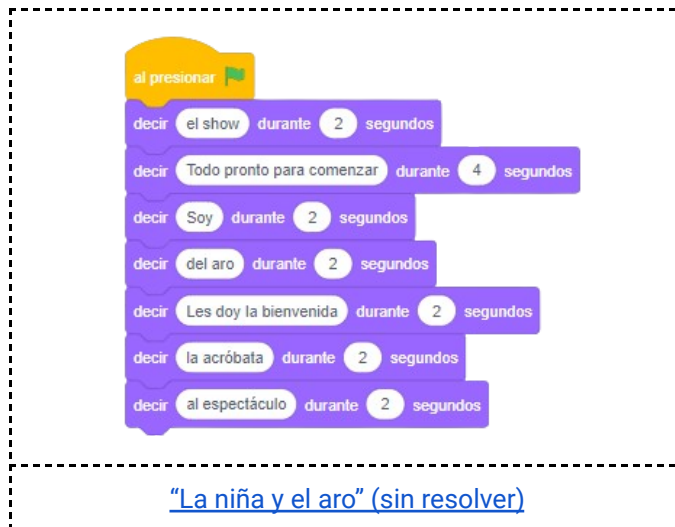 al presionar
decir el show durante 2 segundos
decir Todo pronto para comenzar durante 4 segundos
decir Soy durante 2 segundos
decir del aro durante 2 segundos
decir Les doy la bienvenida durante 2 segundos
decir la acróbata durante 2 segundos
decir al espectáculo durante 2 segundos
“La niña y el aro” (sin resolver)